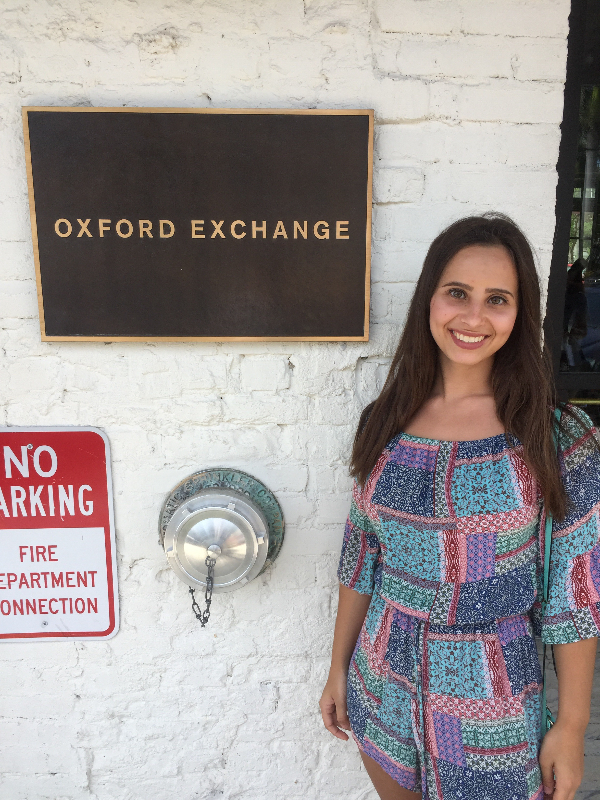 OXFORD EXCHANGE
NO
ARKING
FIRE
EPARTMENT
ONNECTION